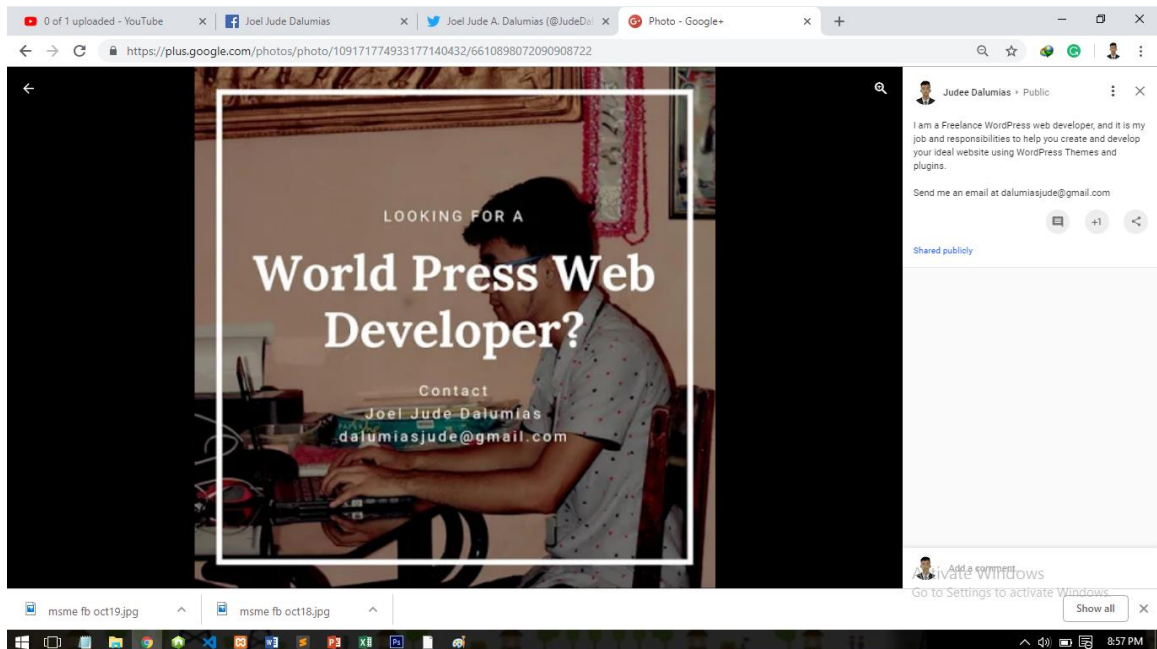 0 of 1 uploaded - YouTube
Joel Jude Dalumias
Joel Jude A. Dalumias (@JudeDal
Photo - Google+
https://plus.google.com/photos/photo/109171774933177140432/6610898072090908722
Judee Dalumias
Public
I am a Freelance WordPress web developer, and it is my
job and responsibilities to help you create and develop
your ideal website using WordPress Themes and
plugins.
Send me an email at dalumiasjude@gmail.com
+1
Shared publicly
LOOKING FOR A
World Press Web
Developer?
Contact
Joel Jude Dalumias
dalumiasjude@gmail.com
Add a comment...
Activate Windows
Go to Settings to activate Windows.
msme fb oct19.jpg
msme fb oct18.jpg
Show all
8:57 PM